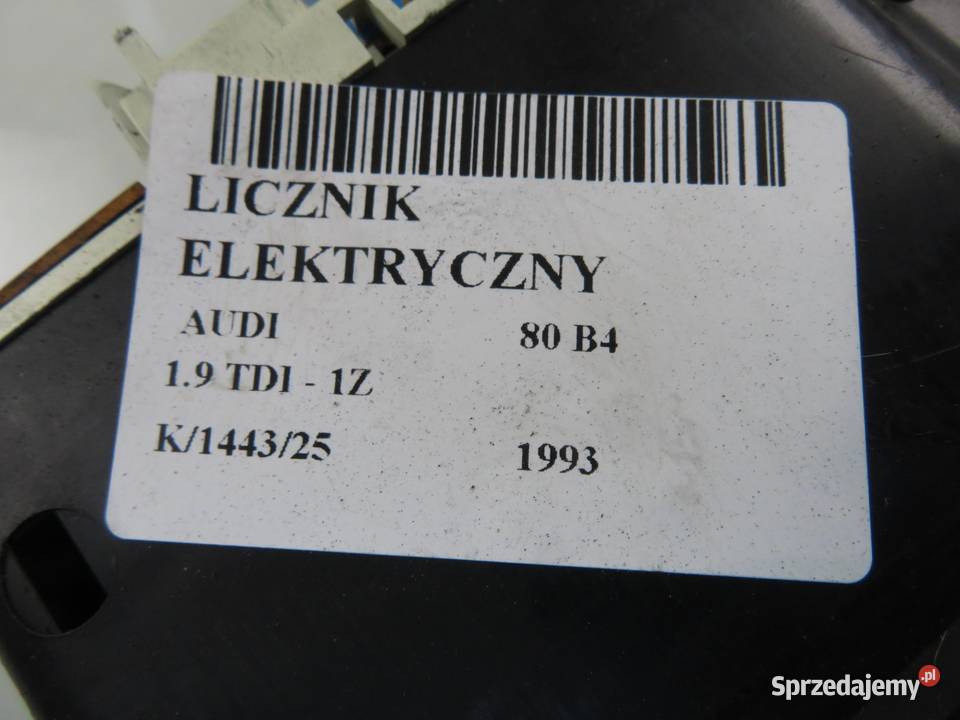 LICZNIK
ELEKTRYCZNY
AUDI 80 B4
1.9 TDI - 1Z
K/1443/25 1993
Sprzedajemy.pl